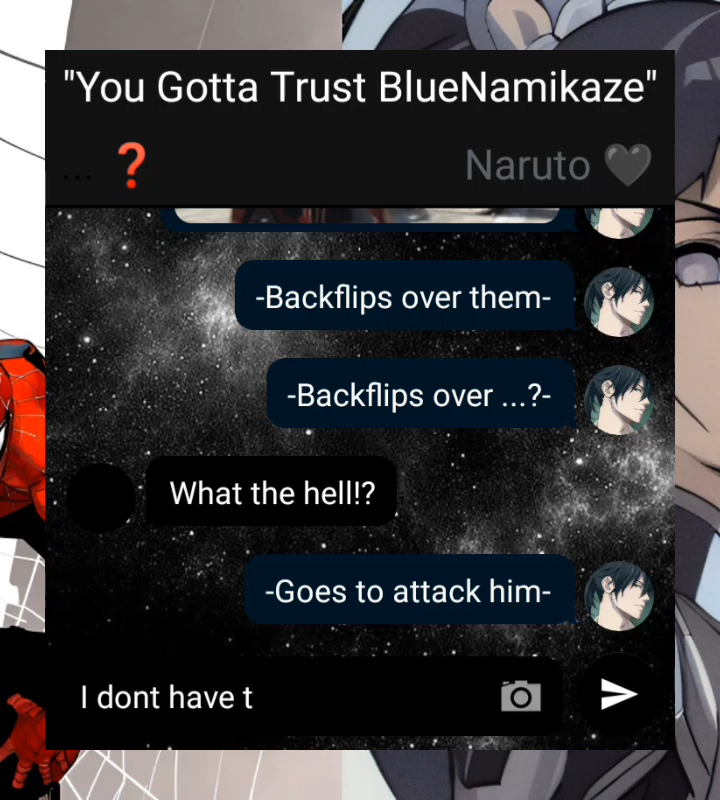 "You Gotta Trust BlueNamikaze"
... ❓ Naruto 🖤
-Backflips over them-
-Backflips over ...?-
What the hell!?
-Goes to attack him-
I dont have t